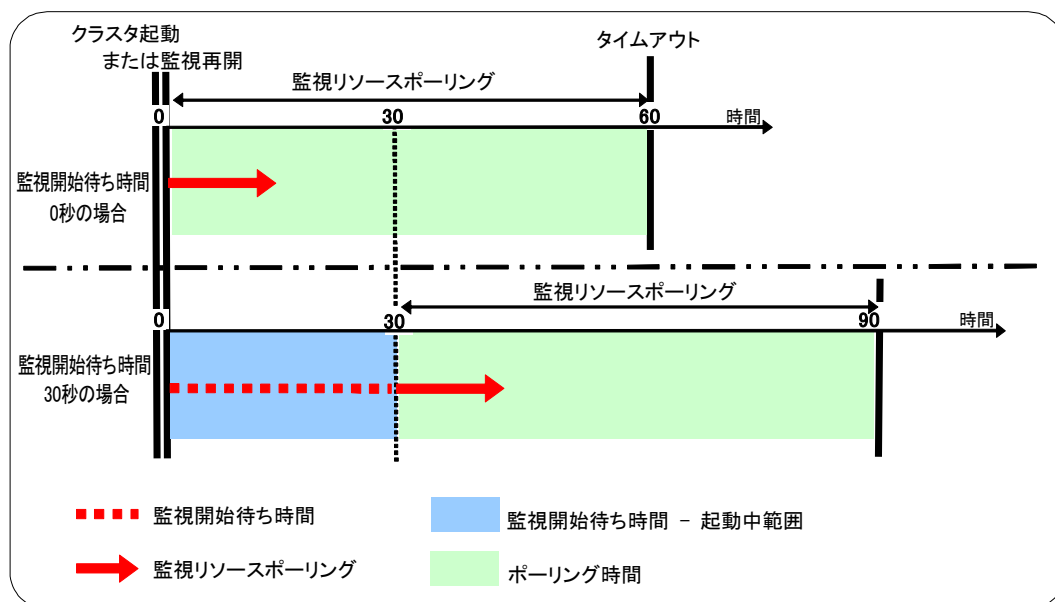 クラスタ起動
または監視再開
タイムアウト
監視リソースポーリング
0
30
60
時間
監視開始待ち時間
0秒の場合
監視リソースポーリング
0
30
90
時間
監視開始待ち時間
30秒の場合
監視開始待ち時間
監視開始待ち時間 － 起動中範囲
監視リソースポーリング
ポーリング時間